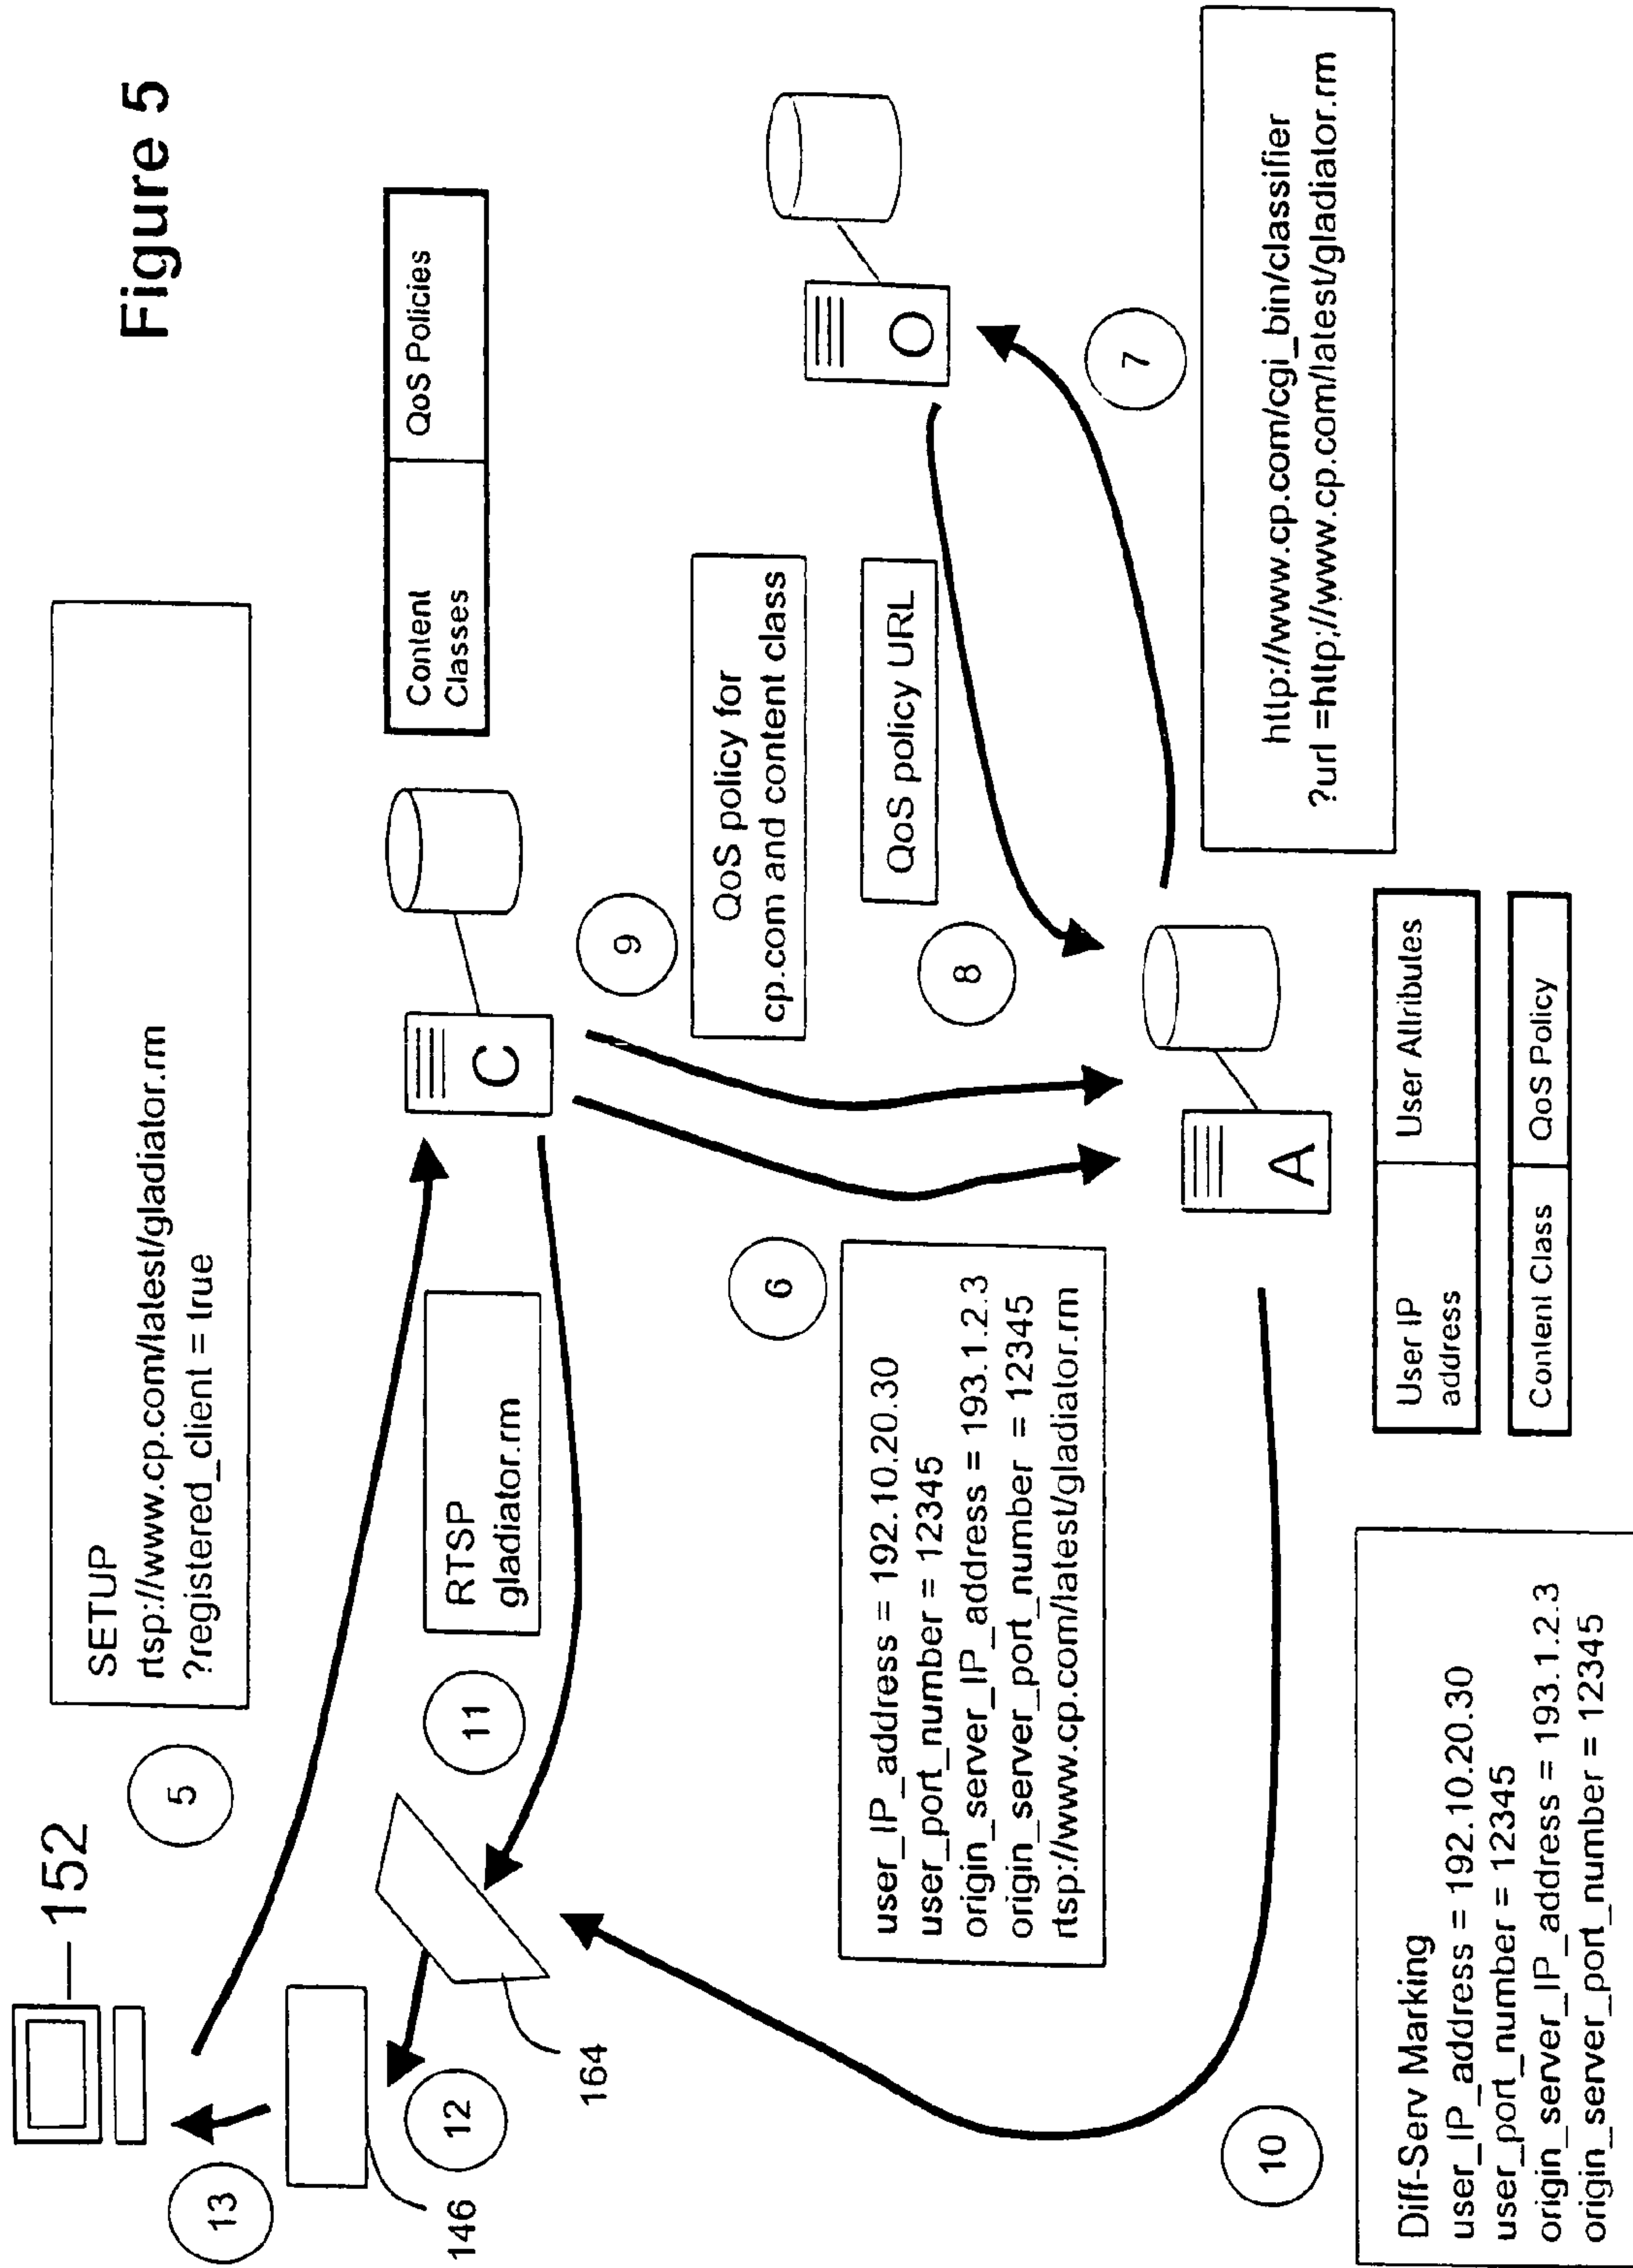 Figure 5
152
5
SETUP
rtsp://www.cp.com/latest/gladiator.rm
?registered_client = true
13
146
12
164
11
RTSP
gladiator.rm
C
Content
Classes
QoS Policies
9
QoS policy for
cp.com and content class
6
user_IP_address = 192.10.20.30
user_port_number = 12345
origin_server_IP_address = 193.1.2.3
origin_server_port_number = 12345
rtsp://www.cp.com/latest/gladiator.rm
8
QoS policy URL
O
7
http://www.cp.com/cgi_bin/classifier
?url =http://www.cp.com/latest/gladiator.rm
A
10
Diff-Serv Marking
user_IP_address = 192.10.20.30
user_port_number = 12345
origin_server_IP_address = 193.1.2.3
origin_server_port_number = 12345
User IP
address
User Attributes
Content Class
QoS Policy